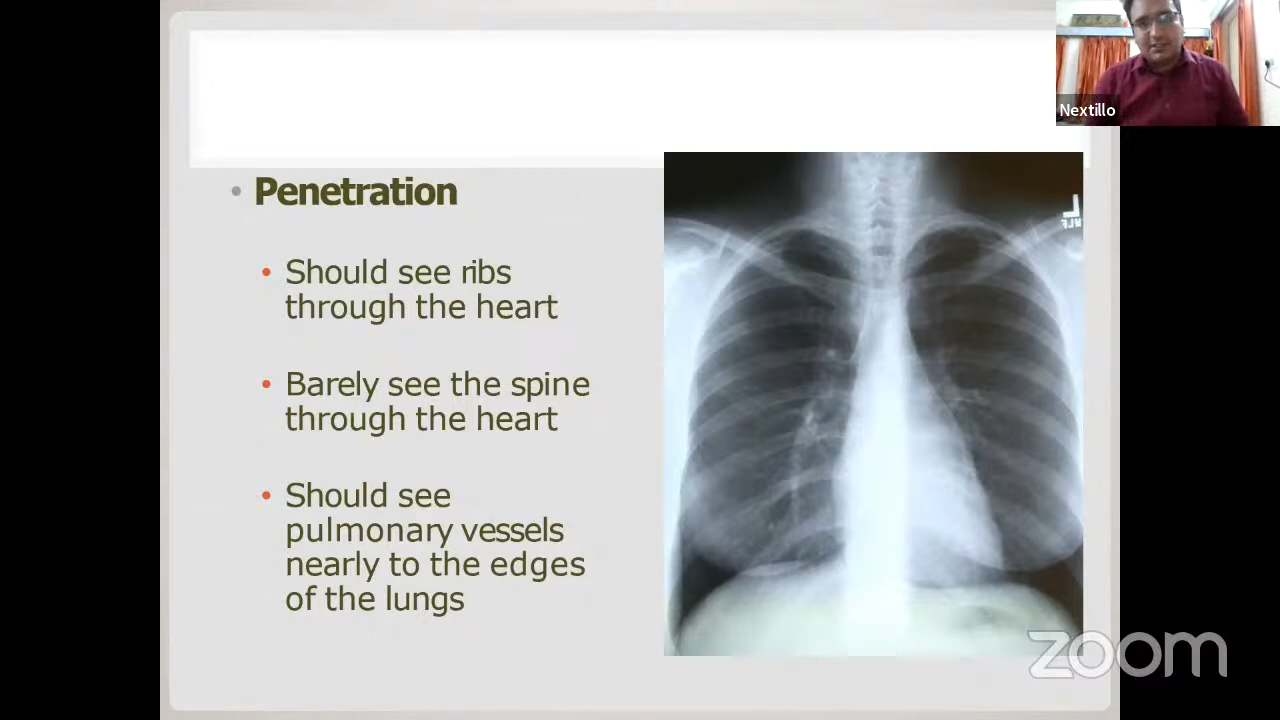 Nextillo
• Penetration
• Should see ribs
through the heart
• Barely see the spine
through the heart
• Should see
pulmonary vessels
nearly to the edges
of the lungs
L
zoom